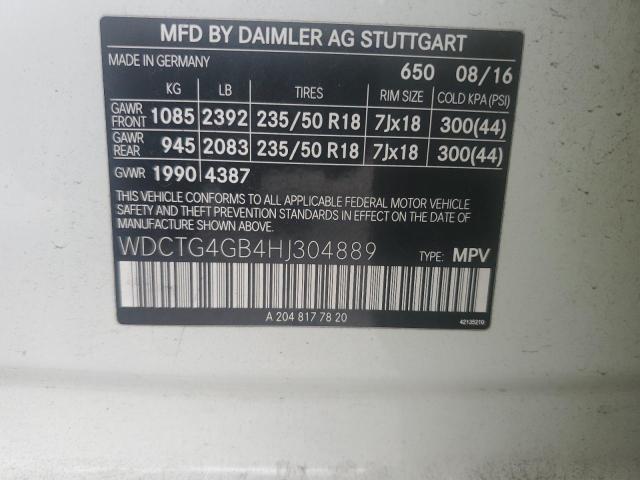 MFD BY DAIMLER AG STUTTGART
MADE IN GERMANY 650 08/16
KG LB TIRES RIM SIZE COLD KPA (PSI)
GAWR FRONT 1085 2392 235/50 R18 7Jx18 300(44)
GAWR REAR 945 2083 235/50 R18 7Jx18 300(44)
GVWR 1990 4387
THIS VEHICLE CONFORMS TO ALL APPLICABLE FEDERAL MOTOR VEHICLE
SAFETY AND THEFT PREVENTION STANDARDS IN EFFECT ON THE DATE
OF MANUFACTURE SHOWN ABOVE.
WDCTG4GB4HJ304889 TYPE: MPV
A 204 817 78 20 42135210